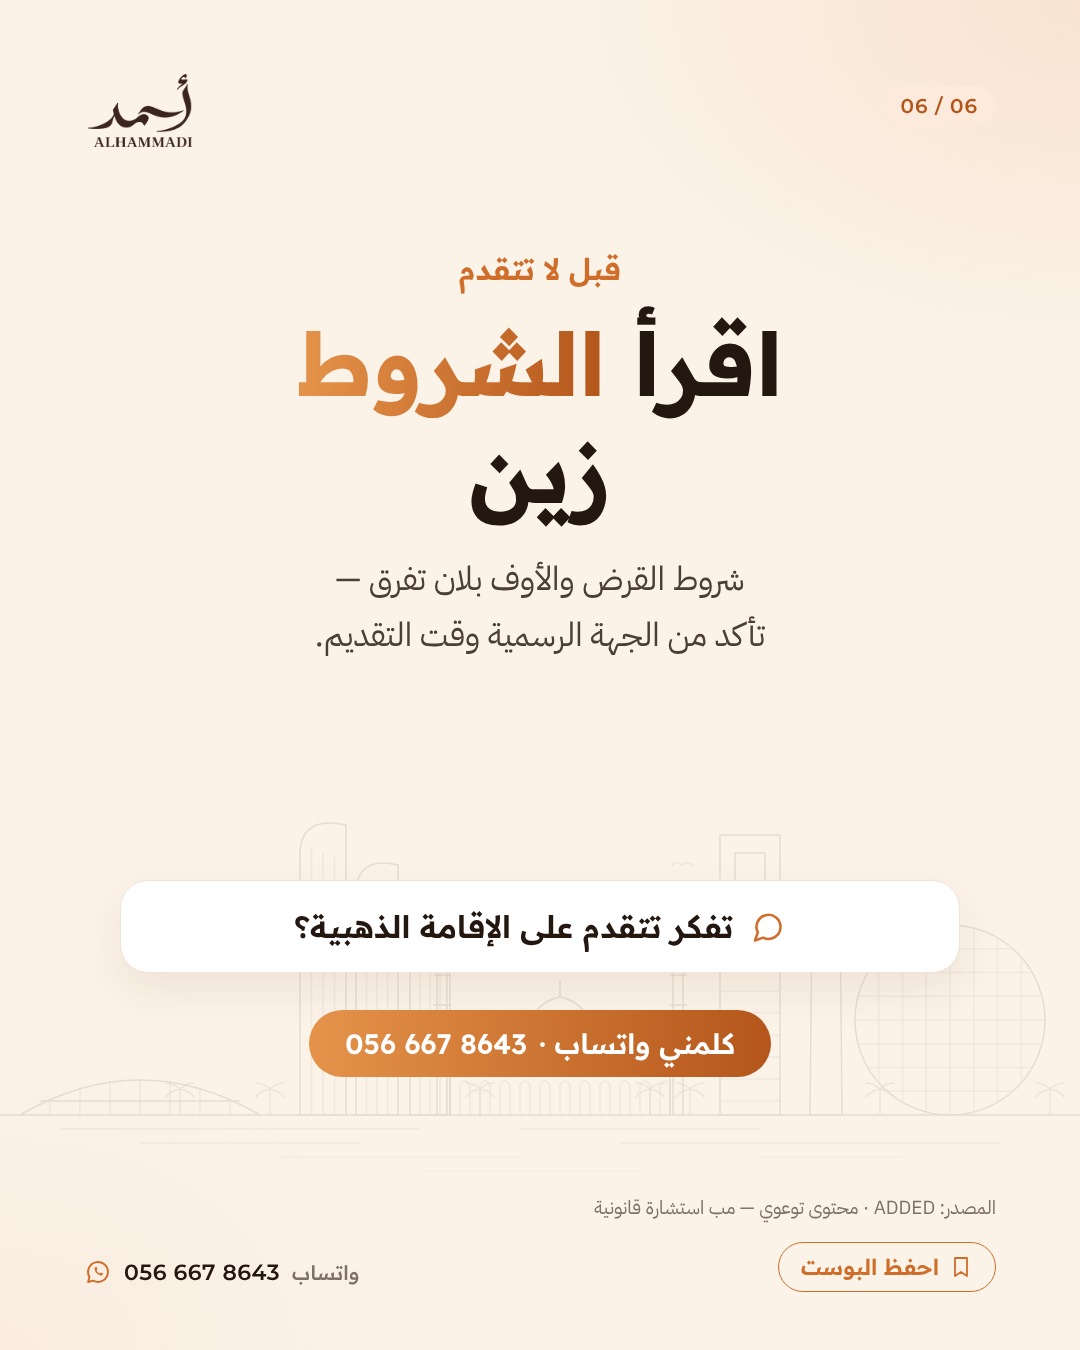 أحمد
ALHAMMADI
06 / 06
قبل لا تتقدم
اقرأ الشروط
زين
شروط القرض والأوف بلان تفرق —
تأكد من الجهة الرسمية وقت التقديم.
تفكر تتقدم على الإقامة الذهبية؟
كلمني واتساب · 056 667 8643
المصدر: ADDED · محتوى توعوي — مب استشارة قانونية
احفظ البوست
واتساب 056 667 8643